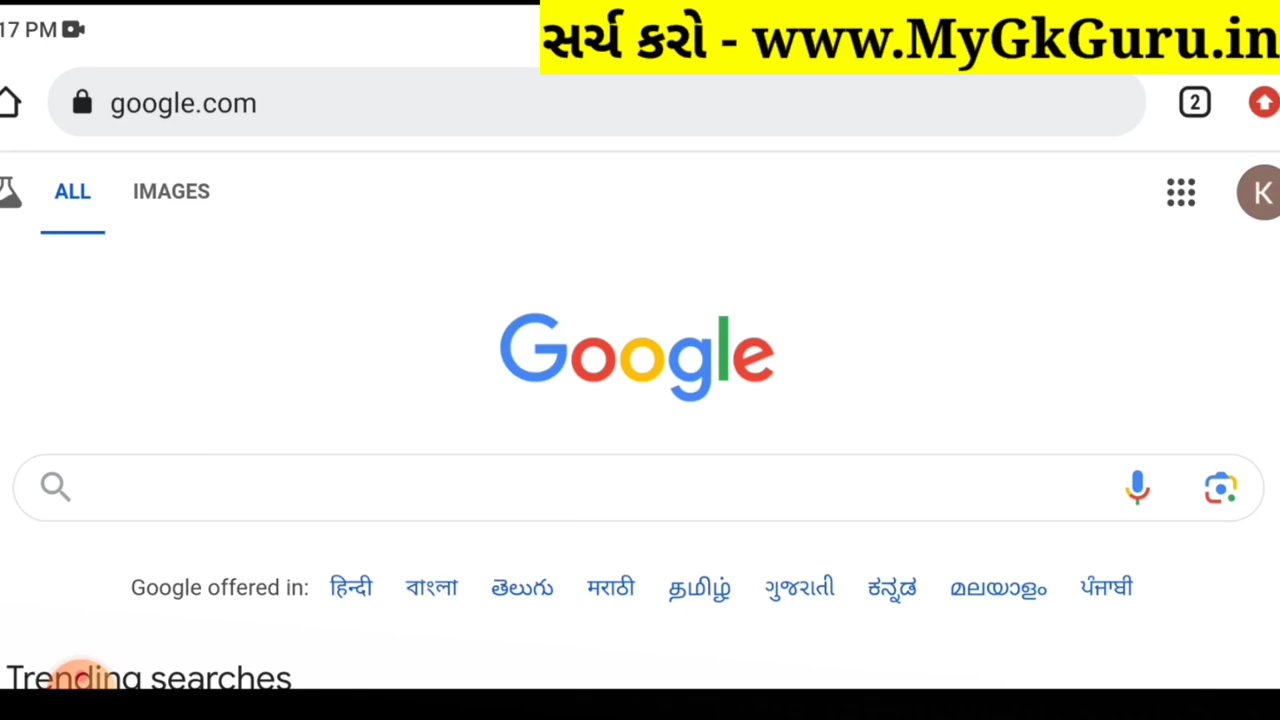 17 PM
સર્ચ કરો - www.MyGkGuru.in
google.com
2
ALL IMAGES
K
Google
Google offered in: हिन्दी বাংলা తెలుగు मराठी தமிழ் ગુજરાતી ಕನ್ನಡ മലയാളം ਪੰਜਾਬੀ
Trending searches